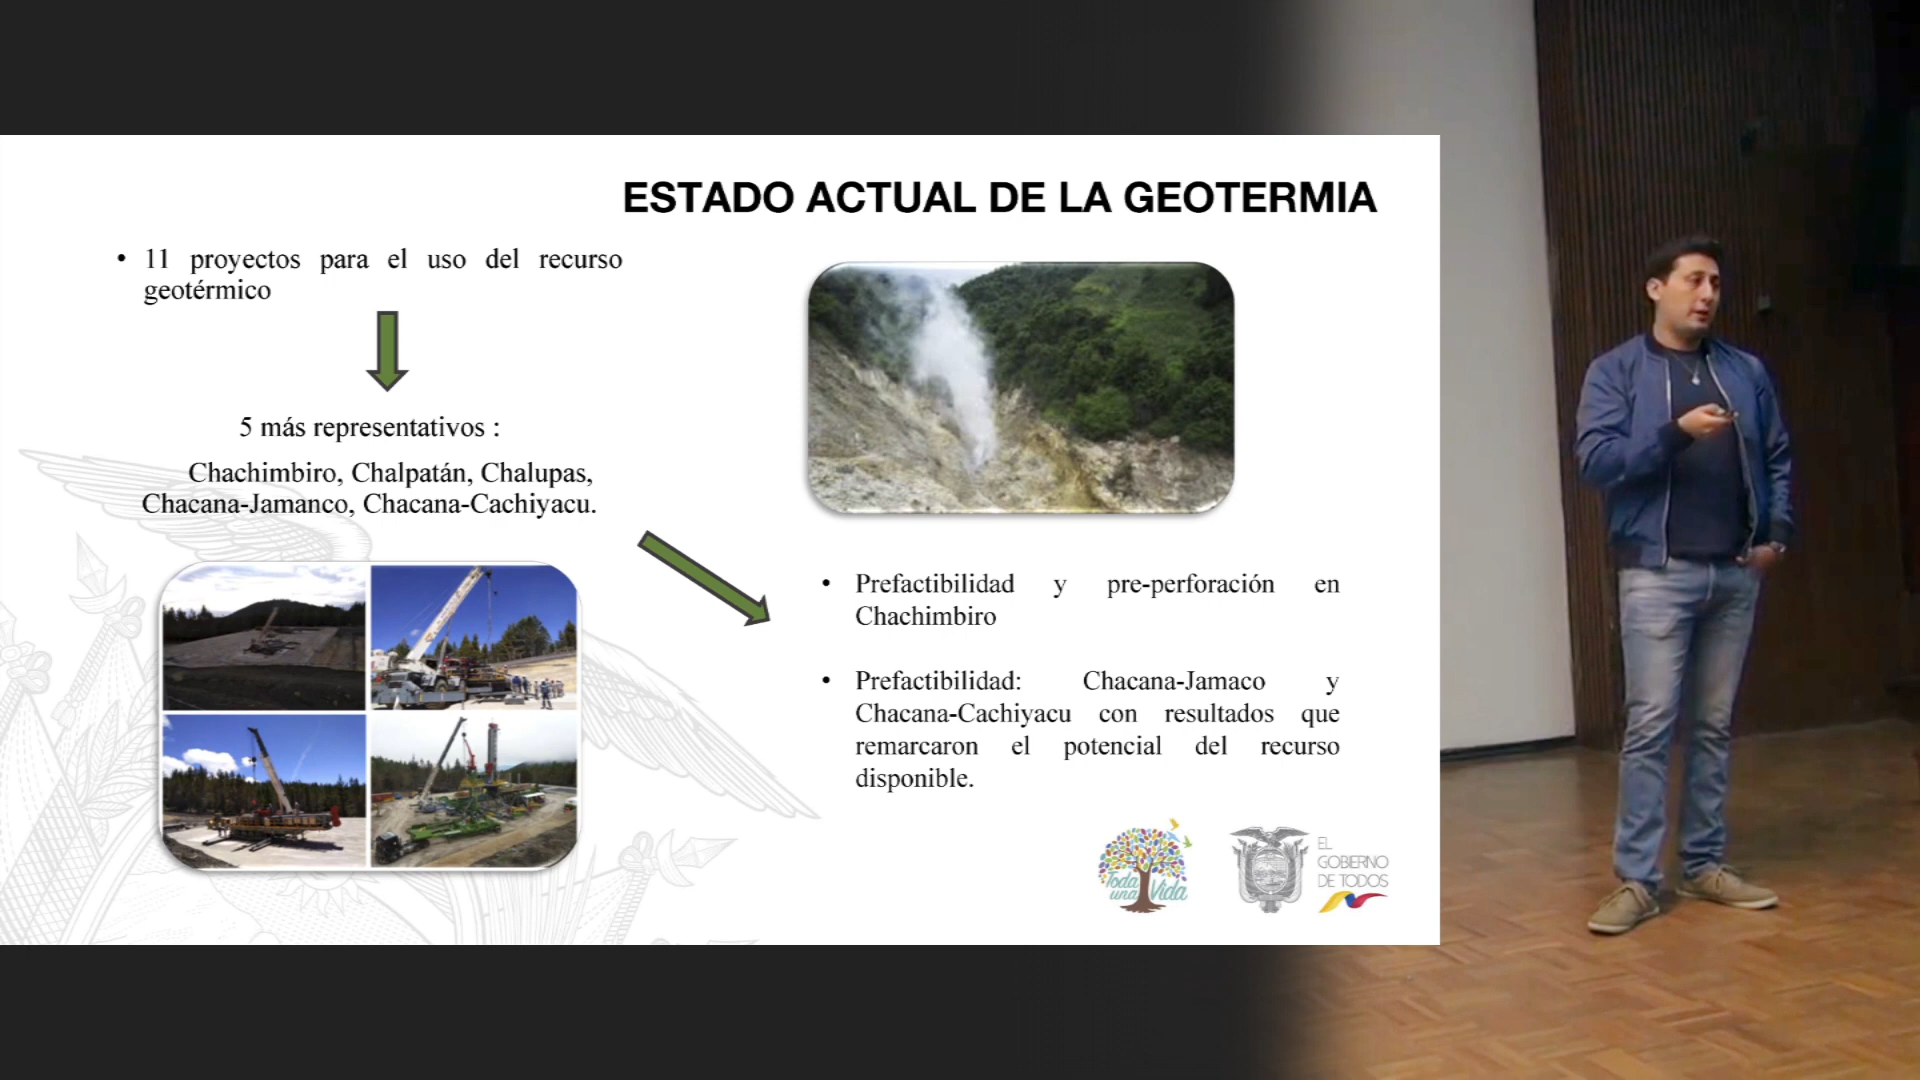 ESTADO ACTUAL DE LA GEOTERMIA
• 11 proyectos para el uso del recurso
geotérmico
5 más representativos :
Chachimbiro, Chalpatán, Chalupas,
Chacana-Jamanco, Chacana-Cachiyacu.
• Prefactibilidad y pre-perforación en
Chachimbiro
• Prefactibilidad: Chacana-Jamaco y
Chacana-Cachiyacu con resultados que
remarcaron el potencial del recurso
disponible.
Toda
una Vida
EL
GOBIERNO
DE TODOS